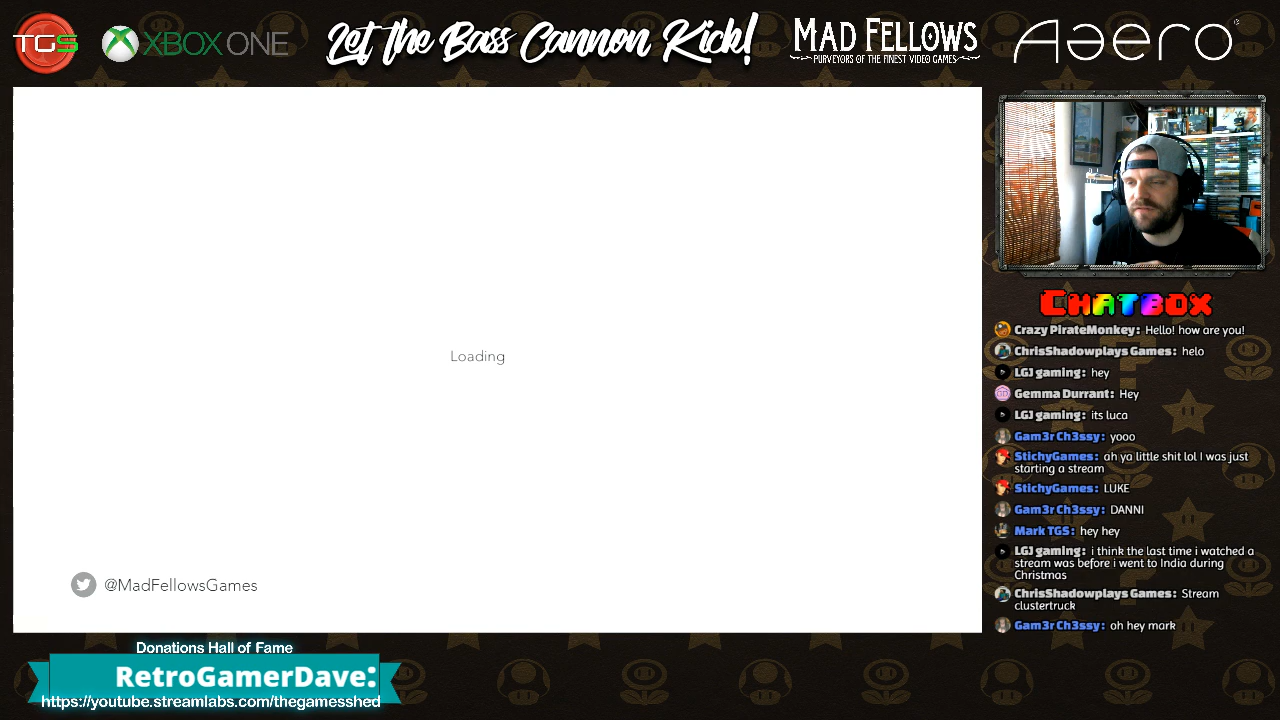 TGS
XBOX ONE
Let the Bass Cannon Kick!
MAD FELLOWS
PURVEYORS OF THE FINEST VIDEO GAMES
Aaero
Loading
@MadFellowsGames
CHATBOX
Crazy PirateMonkey: Hello! how are you!
ChrisShadowplays Games: helo
LGJ gaming: hey
Gemma Durrant: Hey
LGJ gaming: its luca
Gam3r Ch3ssy: yooo
StichyGames: ah ya little shit lol I was just
starting a stream
StichyGames: LUKE
Gam3r Ch3ssy: DANNI
Mark TGS: hey hey
LGJ gaming: i think the last time i watched a
stream was before i went to India during
Christmas
ChrisShadowplays Games: Stream
clustertruck
Gam3r Ch3ssy: oh hey mark
Donations Hall of Fame
RetroGamerDave:
https://youtube.streamlabs.com/thegamesshed